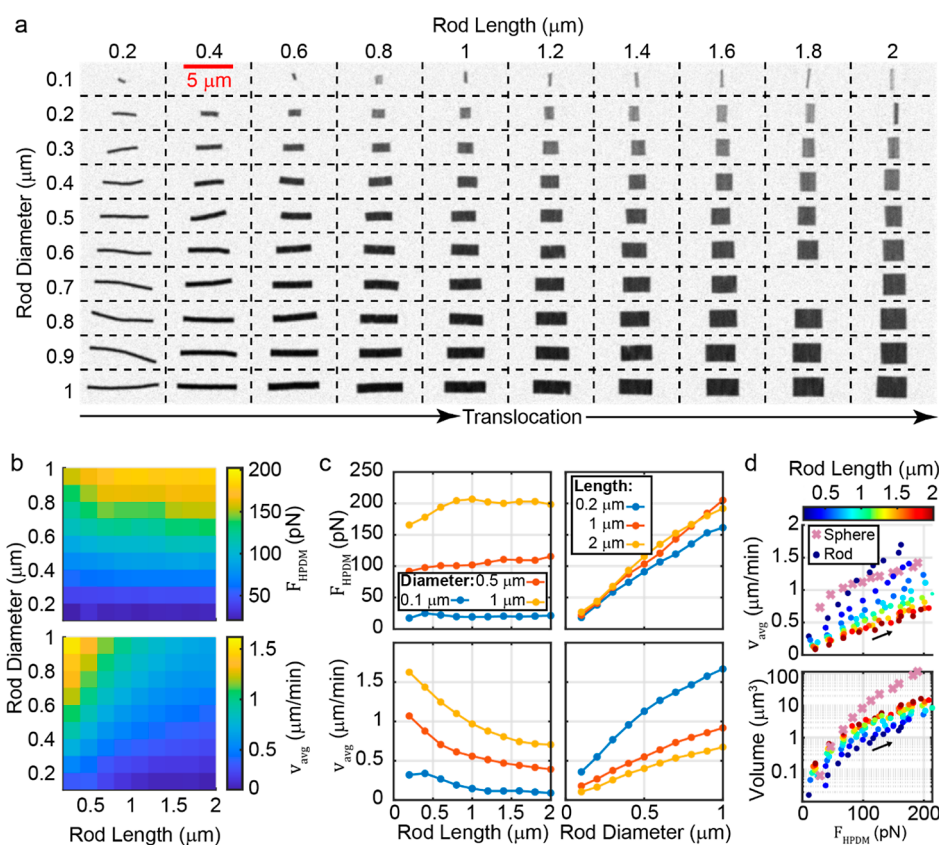 a
Rod Length (μm)
0.2 0.4 0.6 0.8 1 1.2 1.4 1.6 1.8 2
5 μm
Rod Diameter (μm)
0.1
0.2
0.3
0.4
0.5
0.6
0.7
0.8
0.9
1
Translocation
b
Rod Diameter (μm)
1
0.8
0.6
0.4
0.2
200
150
100
50
F_HPDM (pN)
1
0.8
0.6
0.4
0.2
1.5
1
0.5
0
v_avg (μm/min)
0.5 1 1.5 2
Rod Length (μm)
c
F_HPDM (pN)
250
200
150
100
50
0
Diameter: 0.5 μm
0.1 μm 1 μm
Length:
0.2 μm
1 μm
2 μm
v_avg (μm/min)
1.5
1
0.5
0
0 0.5 1.0 1.5 2
Rod Length (μm)
0 0.5 1
Rod Diameter (μm)
d
Rod Length (μm)
0.5 1 1.5 2
v_avg (μm/min)
2
1.5
1
0.5
0
Sphere
Rod
Volume (μm³)
100
10
1
0.1
0 100 200
F_HPDM (pN)